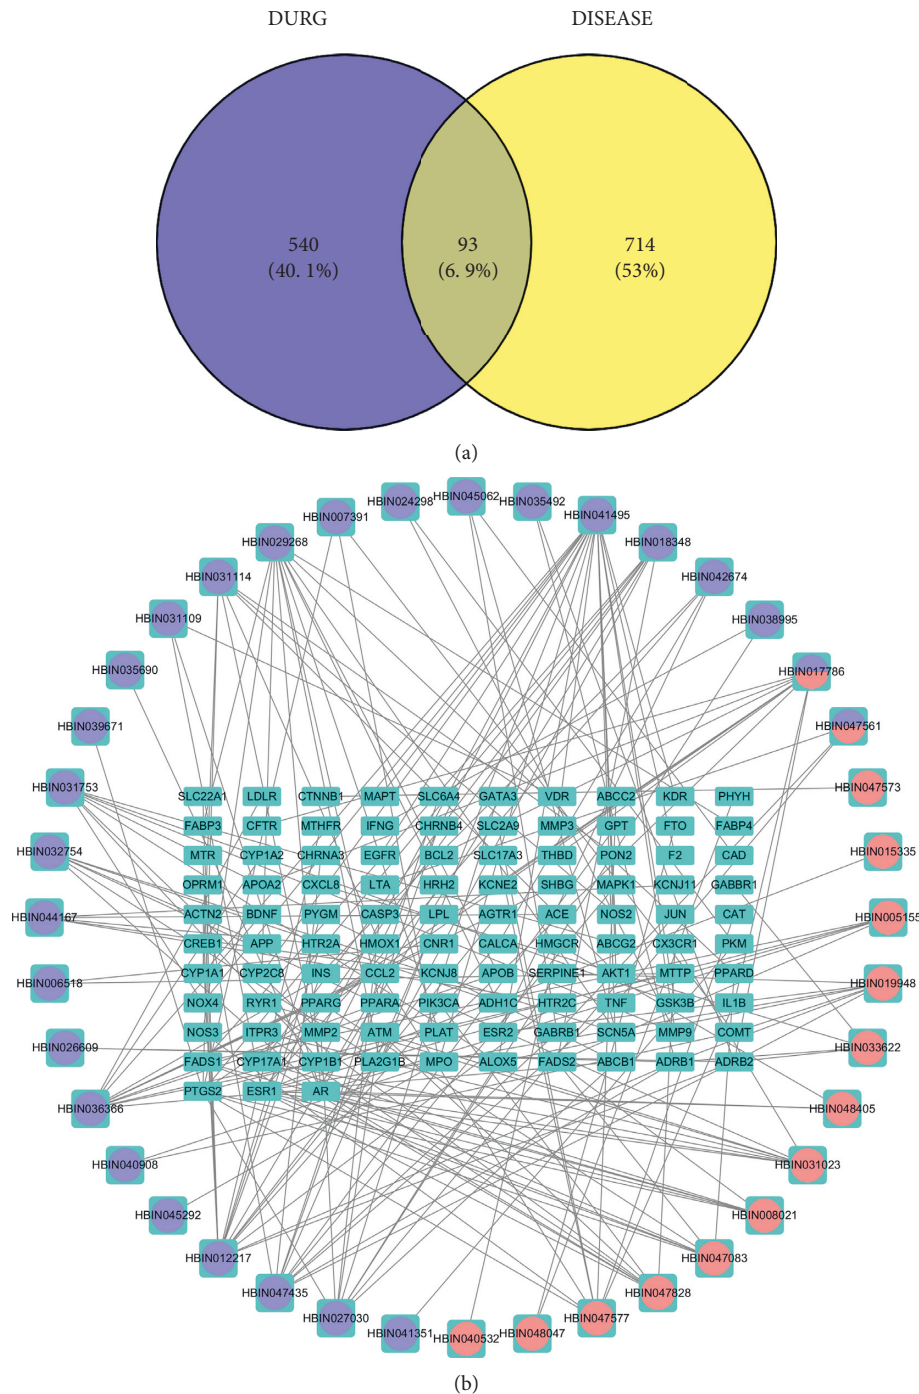 DURG DISEASE
540 93 714
(40. 1%) (6. 9%) (53%)
(a)
HBIN045062
HBIN024298 HBIN035492
HBIN007391 HBIN041495
HBIN029268 HBIN018348
HBIN031114 HBIN042674
HBIN031109 HBIN038995
HBIN035690 HBIN017786
HBIN039671 HBIN047561
HBIN031753 HBIN047573
SLC22A1 LDLR CTNNB1 MAPT SLC6A4 GATA3 VDR ABCC2 KDR PHYH
FABP3 CFTR MTHFR IFNG CHRNB4 SLC2A9 MMP3 GPT FTO FABP4
HBIN032754 HBIN015335
MTR CYP1A2 CHRNA3 EGFR BCL2 SLC17A3 THBD PON2 F2 CAD
OPRM1 APOA2 CXCL8 LTA HRH2 KCNE2 SHBG MAPK1 KCNJ11 GABBR1
HBIN044167 HBIN005155
ACTN2 BDNF PYGM CASP3 LPL AGTR1 ACE NOS2 JUN CAT
CREB1 APP HTR2A HMOX1 CNR1 CALCA HMGCR ABCG2 CX3CR1 PKM
HBIN006518 HBIN019948
CYP1A1 CYP2C8 INS CCL2 KCNJ8 APOB SERPINE1 AKT1 MTTP PPARD
NOX4 RYR1 PPARG PPARA PIK3CA ADH1C HTR2C TNF GSK3B IL1B
NOS3 ITPR3 MMP2 ATM PLAT ESR2 GABRB1 SCN5A MMP9 COMT
HBIN026609 HBIN033622
FADS1 CYP17A1 CYP1B1 PLA2G1B MPO ALOX5 FADS2 ABCB1 ADRB1 ADRB2
PTGS2 ESR1 AR
HBIN036366 HBIN048405
HBIN040908 HBIN031023
HBIN045292 HBIN008021
HBIN012217 HBIN047083
HBIN047435 HBIN047828
HBIN027030 HBIN047577
HBIN041351 HBIN040532 HBIN048047
(b)